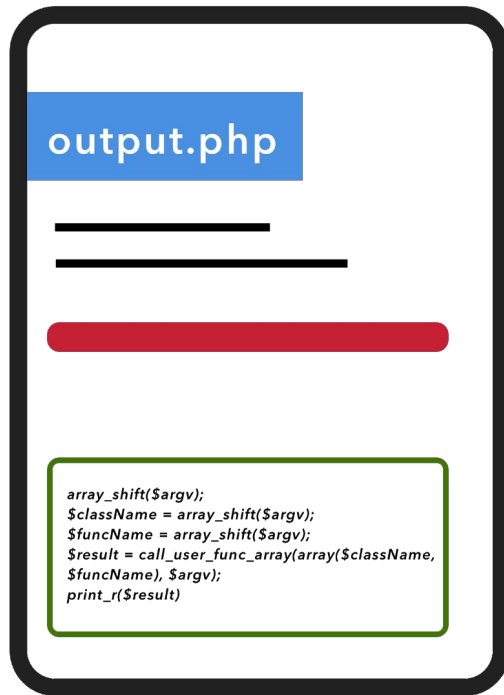 output.php
array_shift($argv);
$className = array_shift($argv);
$funcName = array_shift($argv);
$result = call_user_func_array(array($className,
$funcName), $argv);
print_r($result)